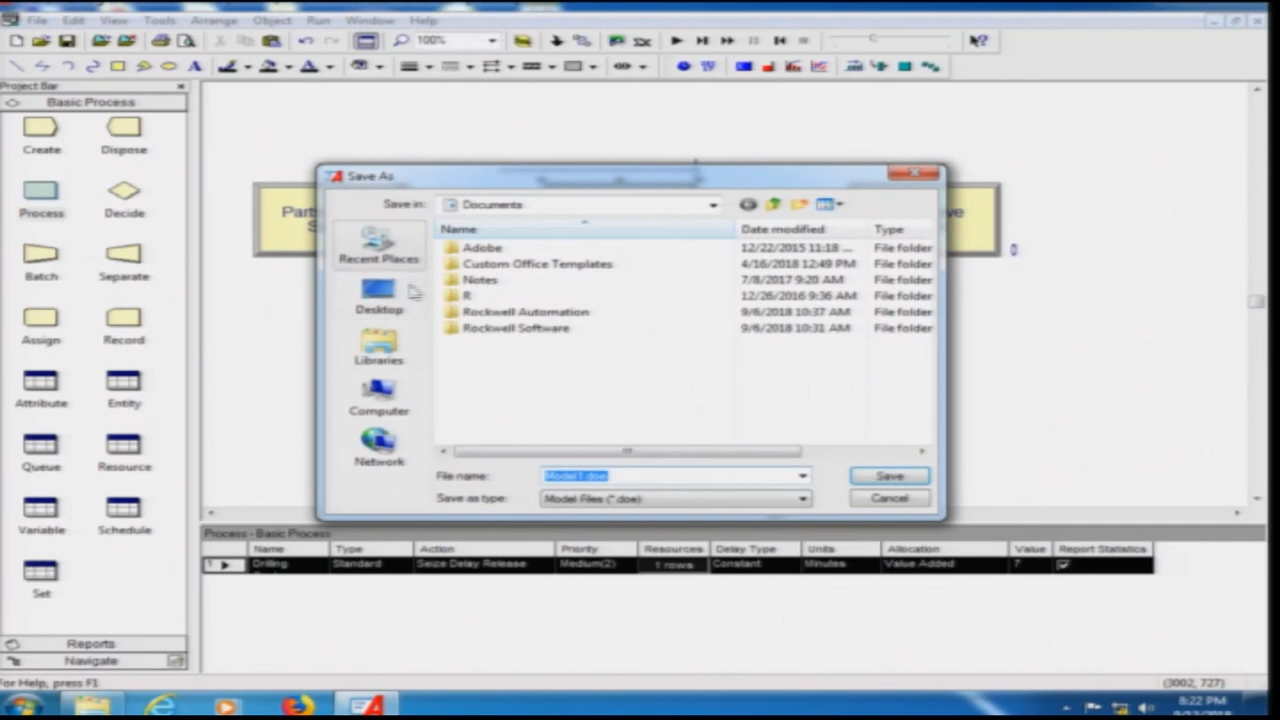 File Edit View Tools Arrange Object Run Window Help
100%
Project Bar
Basic Process
Create Dispose
Process Decide
Batch Separate
Assign Record
Attribute Entity
Queue Resource
Variable Schedule
Set
Reports
Navigate
Parts
S
ve
0
Save As
Save in: Documents
Recent Places
Desktop
Libraries
Computer
Network
Name Date modified Type
Adobe 12/22/2015 11:18 ... File folder
Custom Office Templates 4/16/2018 12:49 PM File folder
Notes 7/8/2017 9:20 AM File folder
R 12/26/2016 9:36 AM File folder
Rockwell Automation 9/6/2018 10:37 AM File folder
Rockwell Software 9/6/2018 10:31 AM File folder
File name: Model1.doe Save
Save as type: Model Files (*.doe) Cancel
Process - Basic Process
Name Type Action Priority Resources Delay Type Units Allocation Value Report Statistics
1 Drilling Standard Seize Delay Release Medium(2) 1 rows Constant Minutes Value Added 7
For Help, press F1
(3002, 727)
8:22 PM